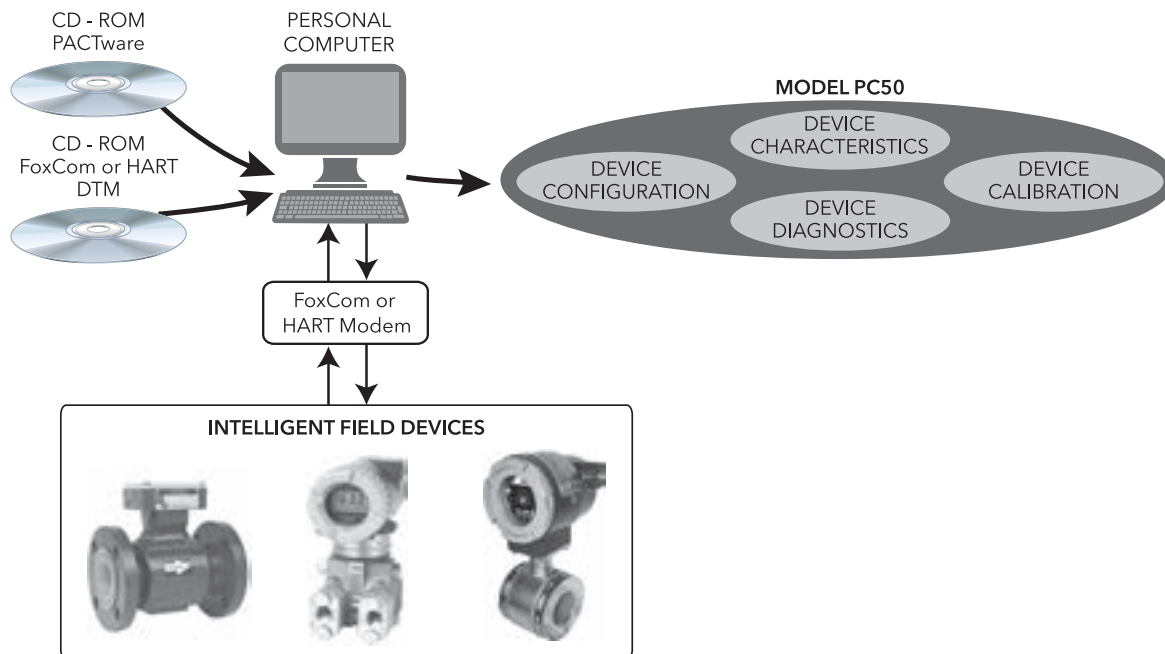 CD - ROM
PACTware
PERSONAL
COMPUTER
CD - ROM
FoxCom or HART
DTM
MODEL PC50
DEVICE
CHARACTERISTICS
DEVICE
CONFIGURATION
DEVICE
CALIBRATION
DEVICE
DIAGNOSTICS
FoxCom or
HART Modem
INTELLIGENT FIELD DEVICES